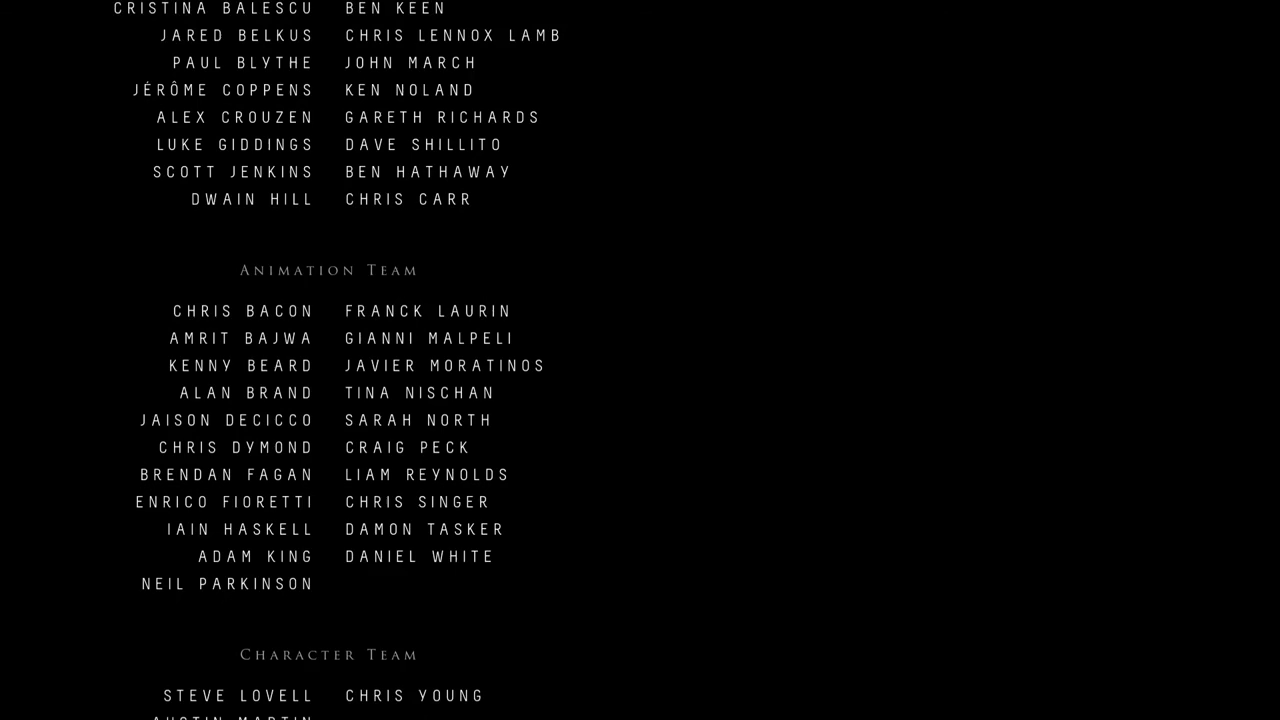 CRISTINA BALESCU BEN KEEN
JARED BELKUS CHRIS LENNOX LAMB
PAUL BLYTHE JOHN MARCH
JÉRÔME COPPENS KEN NOLAND
ALEX CROUZEN GARETH RICHARDS
LUKE GIDDINGS DAVE SHILLITO
SCOTT JENKINS BEN HATHAWAY
DWAIN HILL CHRIS CARR
ANIMATION TEAM
CHRIS BACON FRANCK LAURIN
AMRIT BAJWA GIANNI MALPELI
KENNY BEARD JAVIER MORATINOS
ALAN BRAND TINA NISCHAN
JAISON DECICCO SARAH NORTH
CHRIS DYMOND CRAIG PECK
BRENDAN FAGAN LIAM REYNOLDS
ENRICO FIORETTI CHRIS SINGER
IAIN HASKELL DAMON TASKER
ADAM KING DANIEL WHITE
NEIL PARKINSON
CHARACTER TEAM
STEVE LOVELL CHRIS YOUNG
AUSTIN MARTIN